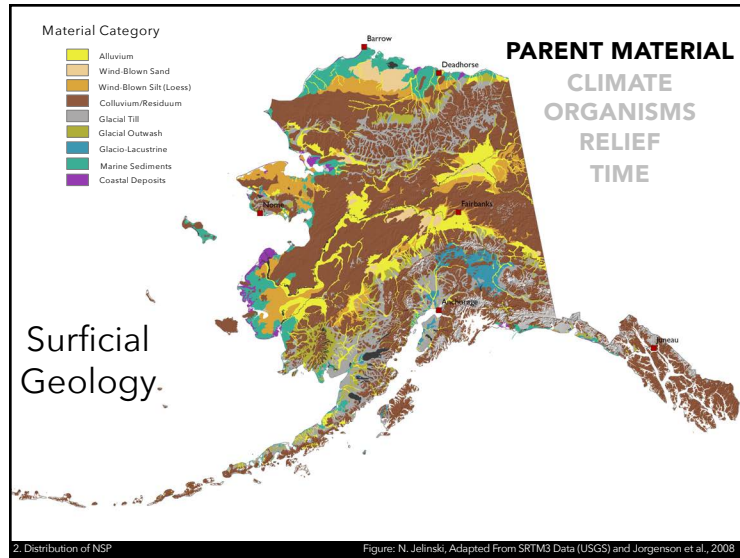 Material Category
Alluvium
Wind-Blown Sand
Wind-Blown Silt (Loess)
Colluvium/Residuum
Glacial Till
Glacial Outwash
Glacio-Lacustrine
Marine Sediments
Coastal Deposits
Barrow
Deadhorse
PARENT MATERIAL
CLIMATE
ORGANISMS
RELIEF
TIME
Nome
Fairbanks
Anchorage
Juneau
Surficial
Geology
2. Distribution of NSP
Figure: N. Jelinski, Adapted From SRTM3 Data (USGS) and Jorgenson et al., 2008